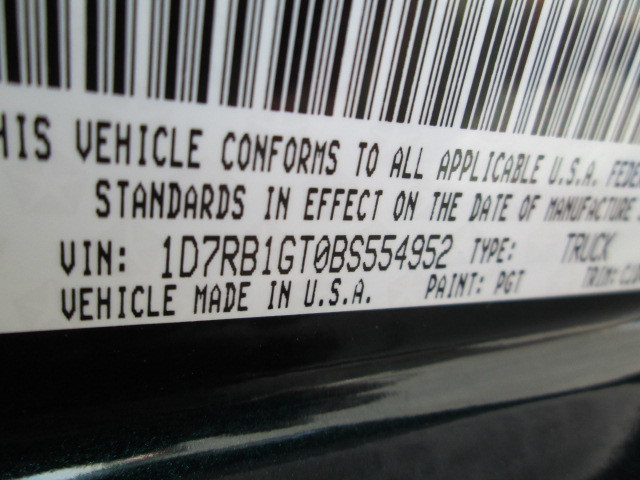 HIS VEHICLE CONFORMS TO ALL APPLICABLE U.S.A. FEDE
STANDARDS IN EFFECT ON THE DATE OF MANUFACTURE
VIN: 1D7RB1GT0BS554952 TYPE: TRUCK
VEHICLE MADE IN U.S.A. PAINT: PGT TRIM: